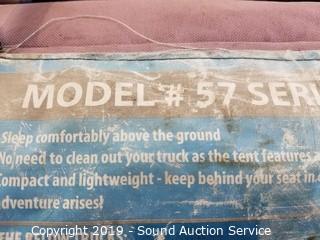 MODEL # 57 SERI
Sleep comfortably above the ground
No need to clean out your truck as the tent features a
Compact and lightweight - keep behind your seat in c
adventure arises!
Copyright 2019 - Sound Auction Service